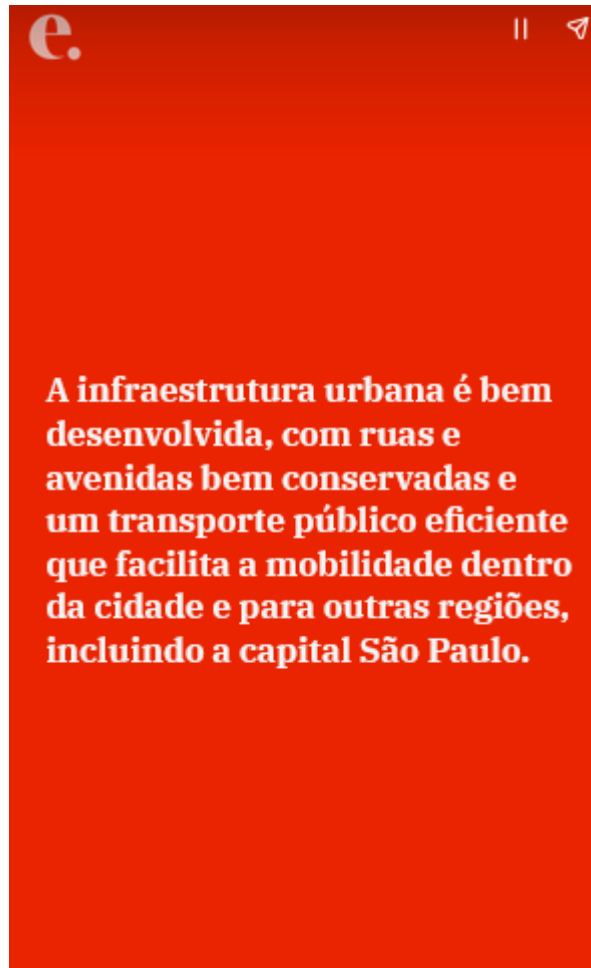 e.
A infraestrutura urbana é bem
desenvolvida, com ruas e
avenidas bem conservadas e
um transporte público eficiente
que facilita a mobilidade dentro
da cidade e para outras regiões,
incluindo a capital São Paulo.